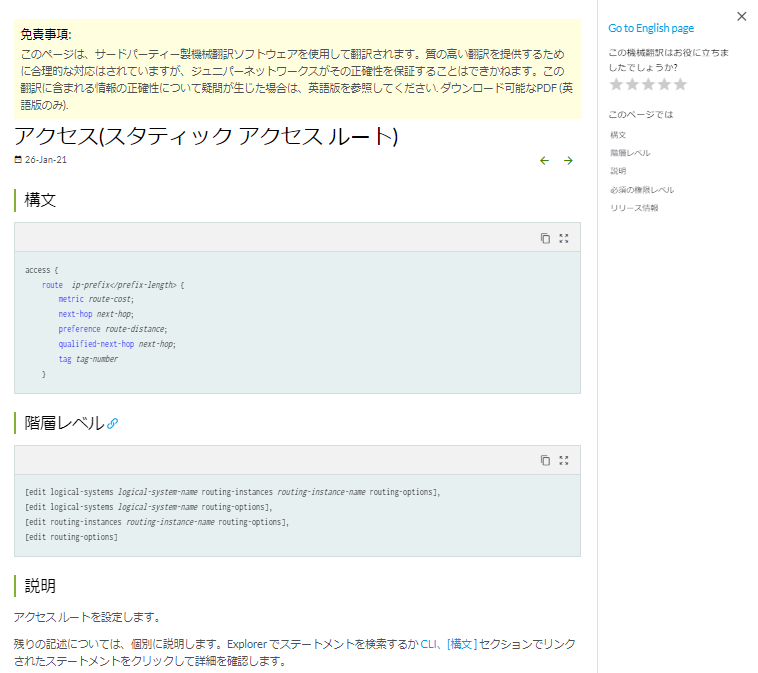 免責事項:
このページは、サードパーティー製機械翻訳ソフトウェアを使用して翻訳されます。質の高い翻訳を提供するため
に合理的な対応はされていますが、ジュニパーネットワークスがその正確性を保証することはできかねます。この
翻訳に含まれる情報の正確性について疑問が生じた場合は、英語版を参照してください. ダウンロード可能なPDF (英
語版のみ).
アクセス(スタティック アクセス ルート)
26-Jan-21
構文
access {
route ip-prefix</prefix-length> {
metric route-cost;
next-hop next-hop;
preference route-distance;
qualified-next-hop next-hop;
tag tag-number
}
階層レベル
[edit logical-systems logical-system-name routing-instances routing-instance-name routing-options],
[edit logical-systems logical-system-name routing-options],
[edit routing-instances routing-instance-name routing-options],
[edit routing-options]
説明
アクセス ルートを設定します。
残りの記述については、個別に説明します。Explorer でステートメントを検索するか CLI、[構文 ] セクションでリンク
されたステートメントをクリックして詳細を確認します。
Go to English page
この機械翻訳はお役に立ちま
したでしょうか?
このページでは
構文
階層レベル
説明
必須の権限レベル
リリース情報